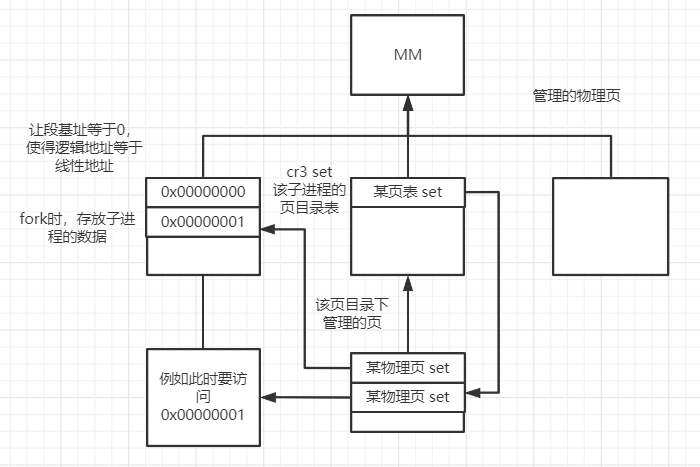 MM
管理的物理页
让段基址等于0，
使得逻辑地址等于
线性地址
cr3 set
该子进程的
页目录表
0x00000000
某页表 set
fork时，存放子进
程的数据
0x00000001
该页目录下
管理的页
例如此时要访
问
0x00000001
某物理页 set
某物理页 set